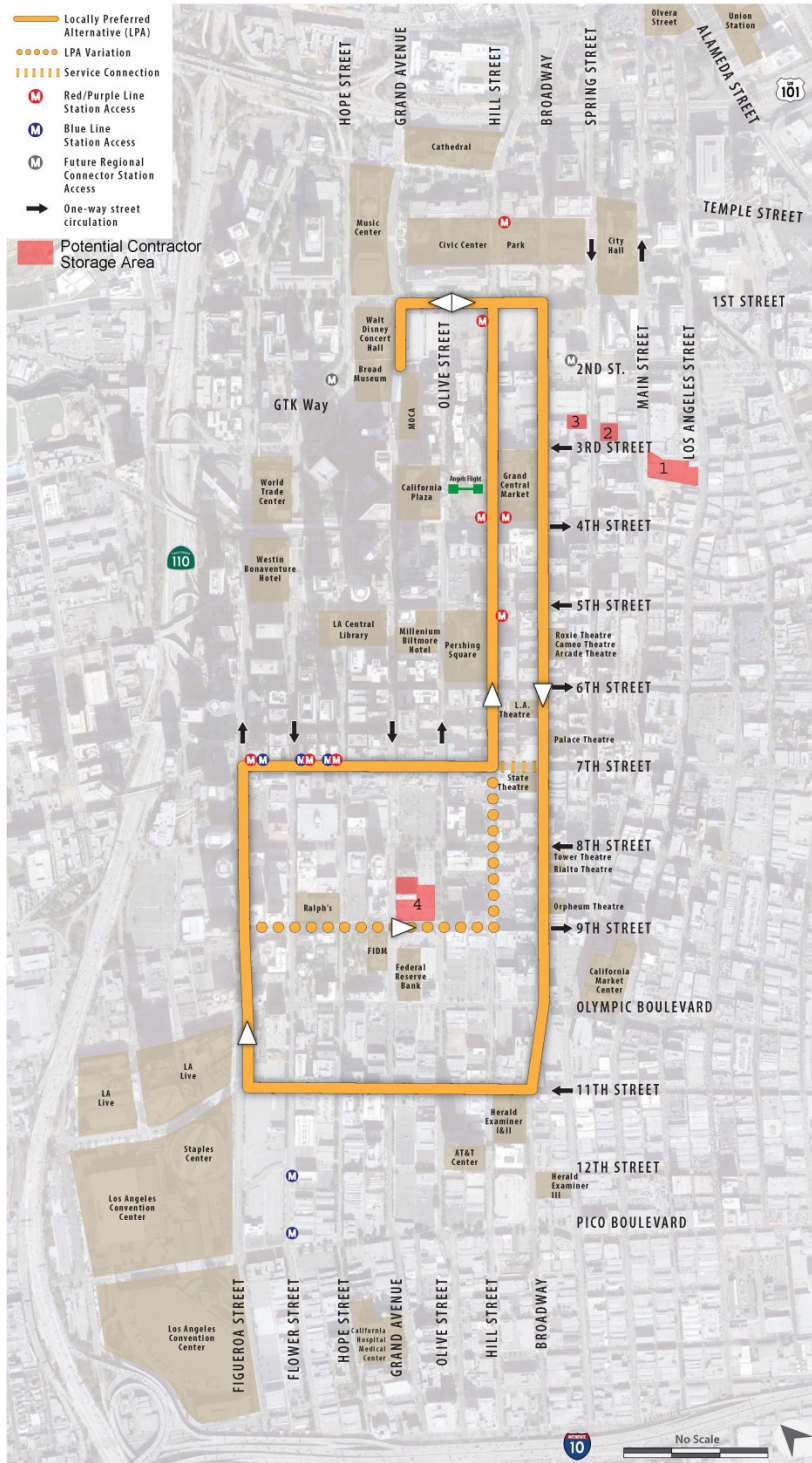 Locally Preferred
Alternative (LPA)
LPA Variation
Service Connection
M
Red/Purple Line
Station Access
M
Blue Line
Station Access
M
Future Regional
Connector Station
Access
One-way street
circulation
Potential Contractor
Storage Area
HOPE STREET
GRAND AVENUE
HILL STREET
BROADWAY
SPRING STREET
Olvera
Street
Union
Station
ALAMEDA STREET
US
101
Cathedral
TEMPLE STREET
Music
Center
Civic Center
M
Park
City
Hall
1ST STREET
Walt
Disney
Concert
Hall
Broad
Museum
OLIVE STREET
M
M
2ND ST.
MAIN STREET
LOS ANGELES STREET
M
GTK Way
MOCA
3
2
3RD STREET
1
World
Trade
Center
California
Plaza
Angels Flight
Grand
Central
Market
M
M
4TH STREET
CALIFORNIA
110
Westin
Bonaventure
Hotel
5TH STREET
LA Central
Library
Millenium
Biltmore
Hotel
Pershing
Square
M
Roxie Theatre
Cameo Theatre
Arcade Theatre
6TH STREET
L.A.
Theatre
Palace Theatre
M M
M M
M M
7TH STREET
State
Theatre
8TH STREET
Tower Theatre
Rialto Theatre
Ralph's
4
Orpheum Theatre
9TH STREET
FIDM
Federal
Reserve
Bank
California
Market
Center
OLYMPIC BOULEVARD
LA
Live
LA
Live
11TH STREET
Herald
Examiner
I&II
Staples
Center
AT&T
Center
12TH STREET
M
Herald
Examiner
III
Los Angeles
Convention
Center
M
PICO BOULEVARD
Los Angeles
Convention
Center
FIGUEROA STREET
FLOWER STREET
HOPE STREET
California
Hospital
Medical
Center
GRAND AVENUE
OLIVE STREET
HILL STREET
BROADWAY
INTERSTATE
10
No Scale